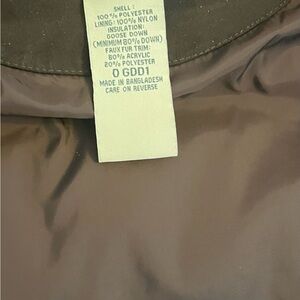 SHELL :
100% POLYESTER
LINING: 100% NYLON
INSULATION:
GOOSE DOWN
(MINIMUM 80% DOWN)
FAUX FUR TRIM:
80% ACRYLIC
20% POLYESTER
0 GDD1
MADE IN BANGLADESH
CARE ON REVERSE